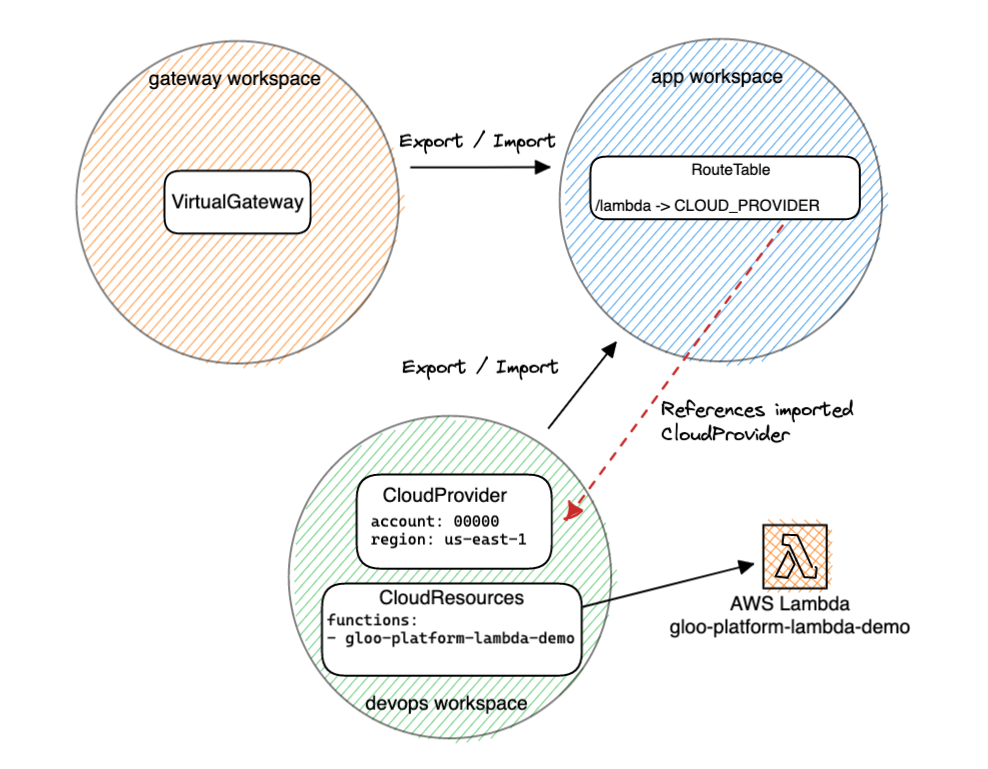 gateway workspace
VirtualGateway
Export / Import
app workspace
RouteTable
/lambda -> CLOUD_PROVIDER
Export / Import
References imported
CloudProvider
CloudProvider
account: 00000
region: us-east-1
CloudResources
functions:
- gloo-platform-lambda-demo
devops workspace
AWS Lambda
gloo-platform-lambda-demo